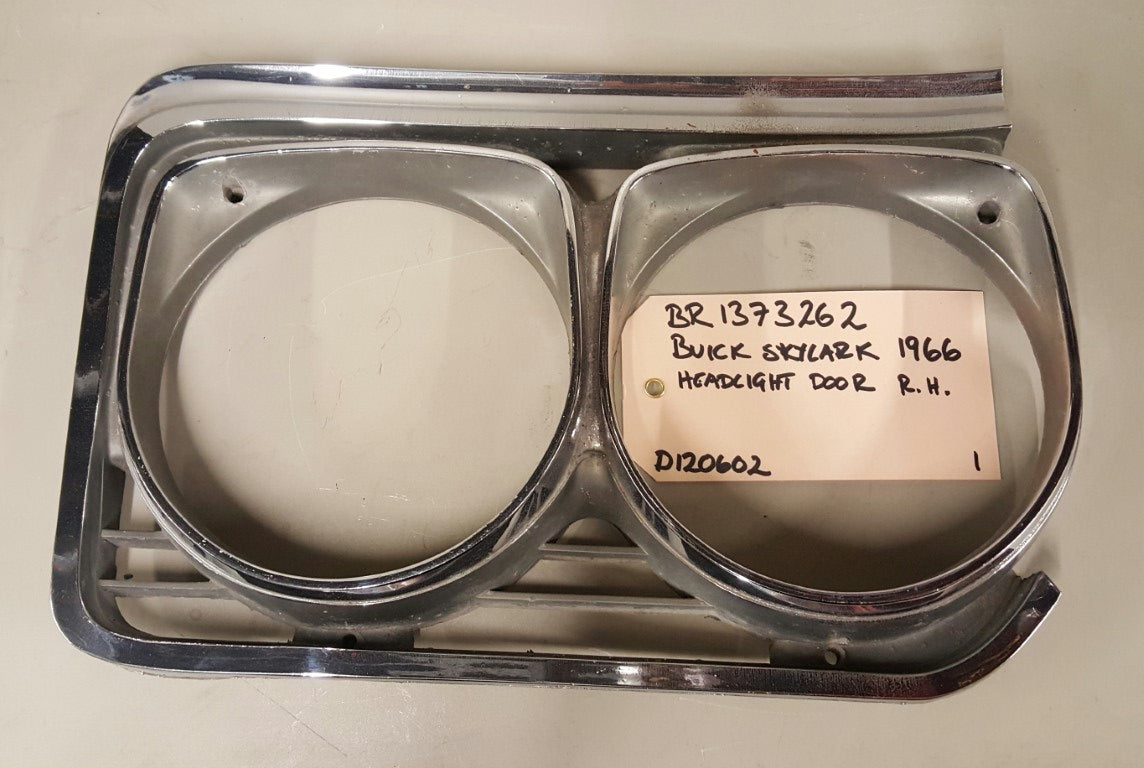 BR 1373262
BUICK SKYLARK 1966
HEADLIGHT DOOR R.H.
D120602 1